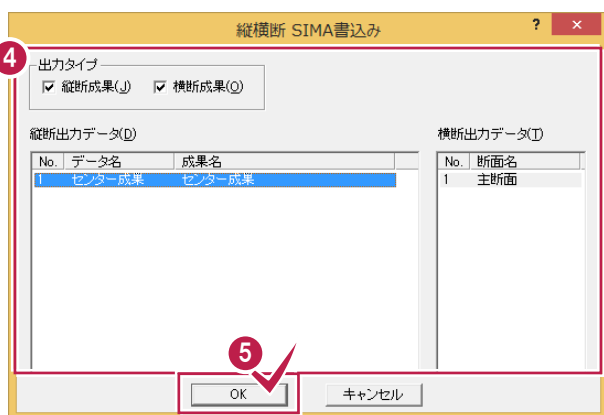 縦横断 SIMA書込み ? ×
4
出力タイプ
縦断成果(J) 横断成果(O)
縦断出力データ(D) 横断出力データ(T)
No. データ名 成果名 No. 断面名
1 センター成果 センター成果 1 主断面
5
OK キャンセル